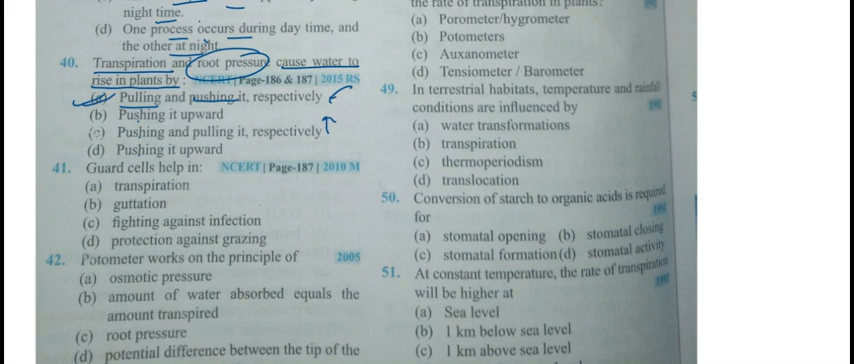 night time.
(d) One process occurs during day time, and
the other at night.
40. Transpiration and root pressure cause water to
rise in plants by : NCERT | Page-186 & 187 | 2015 RS
(a) Pulling and pushing it, respectively
(b) Pushing it upward
(c) Pushing and pulling it, respectively
(d) Pushing it upward
41. Guard cells help in: NCERT | Page-187 | 2010 M
(a) transpiration
(b) guttation
(c) fighting against infection
(d) protection against grazing
42. Potometer works on the principle of 2005
(a) osmotic pressure
(b) amount of water absorbed equals the
amount transpired
(c) root pressure
(d) potential difference between the tip of the
the rate of transpiration in plants?
(a) Porometer/hygrometer
(b) Potometers
(c) Auxanometer
(d) Tensiometer / Barometer
49. In terrestrial habitats, temperature and rainfall
conditions are influenced by
(a) water transformations
(b) transpiration
(c) thermoperiodism
(d) translocation
50. Conversion of starch to organic acids is required
for
(a) stomatal opening (b) stomatal closing
(c) stomatal formation (d) stomatal activity
51. At constant temperature, the rate of transpiration
will be higher at
(a) Sea level
(b) 1 km below sea level
(c) 1 km above sea level